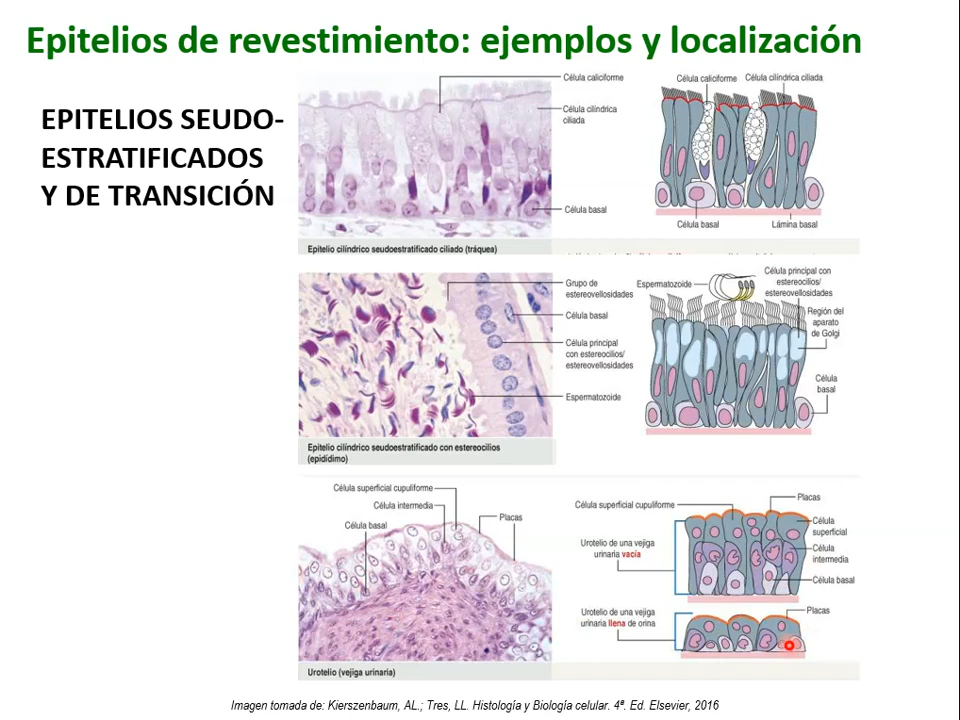 Epitelios de revestimiento: ejemplos y localización
EPITELIOS SEUDO-
ESTRATIFICADOS
Y DE TRANSICIÓN
Célula caliciforme
Célula cilíndrica
ciliada
Célula basal
Epitelio cilíndrico seudoestratificado ciliado (tráquea)
Célula caliciforme
Célula cilíndrica ciliada
Célula basal
Lámina basal
Grupo de
estereovellosidades
Célula basal
Célula principal
con estereocilios/
estereovellosidades
Espermatozoide
Epitelio cilíndrico seudoestratificado con estereocilios
(epidídimo)
Espermatozoide
Célula principal con
estereocilios/
estereovellosidades
Región del
aparato
de Golgi
Célula
basal
Célula superficial cupuliforme
Célula intermedia
Célula basal
Placas
Urotelio (vejiga urinaria)
Célula superficial cupuliforme
Placas
Célula
superficial
Célula
intermedia
Célula basal
Urotelio de una vejiga
urinaria vacía
Urotelio de una vejiga
urinaria llena de orina
Placas
Imagen tomada de: Kierszenbaum, AL.; Tres, LL. Histología y Biología celular. 4ª. Ed. Elsevier, 2016